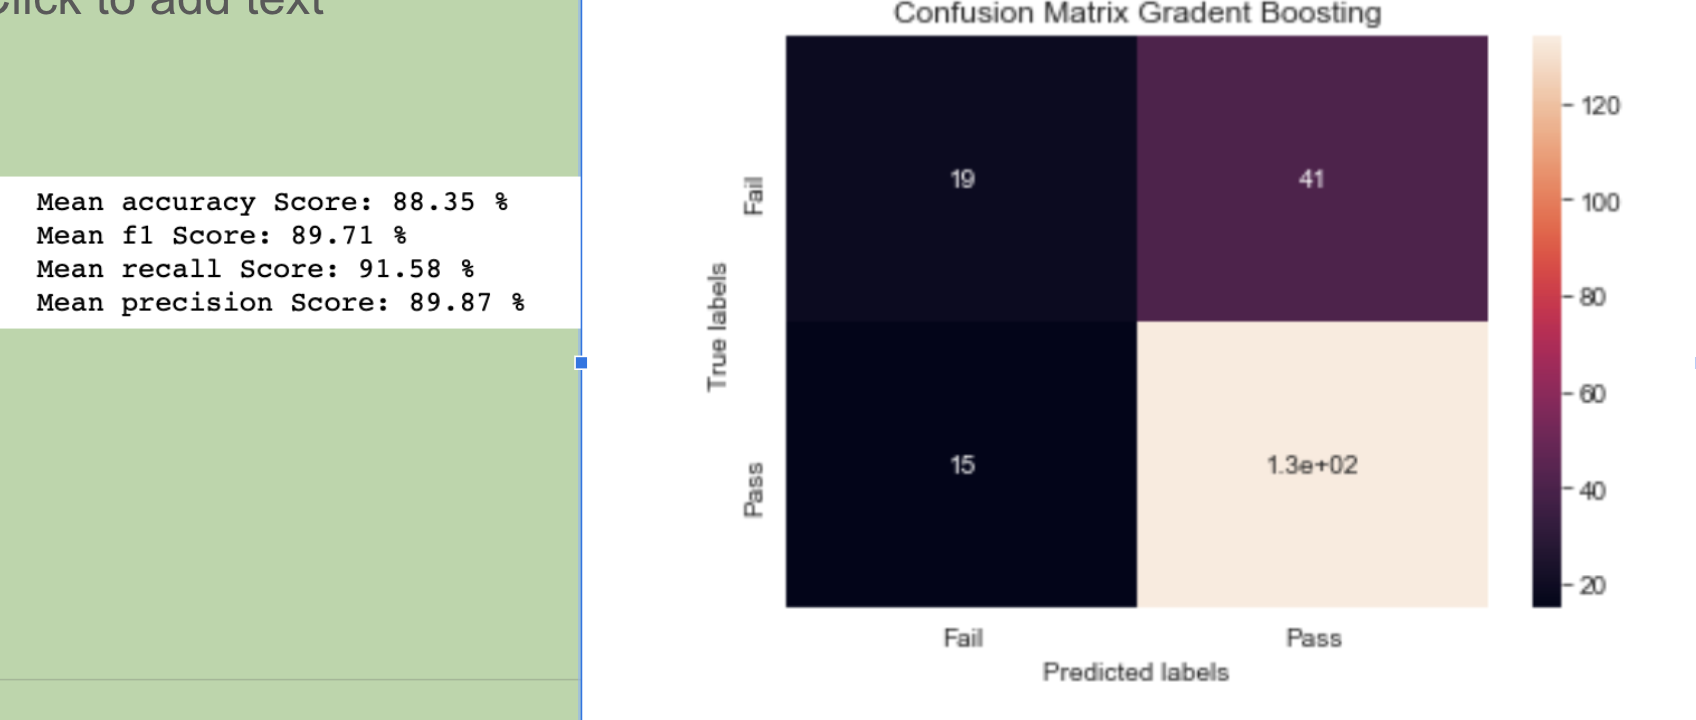 Click to add text
Mean accuracy Score: 88.35 %
Mean f1 Score: 89.71 %
Mean recall Score: 91.58 %
Mean precision Score: 89.87 %
Confusion Matrix Gradent Boosting
True labels
Fail
Pass
19
41
15
1.3e+02
Fail
Pass
Predicted labels
120
100
80
60
40
20